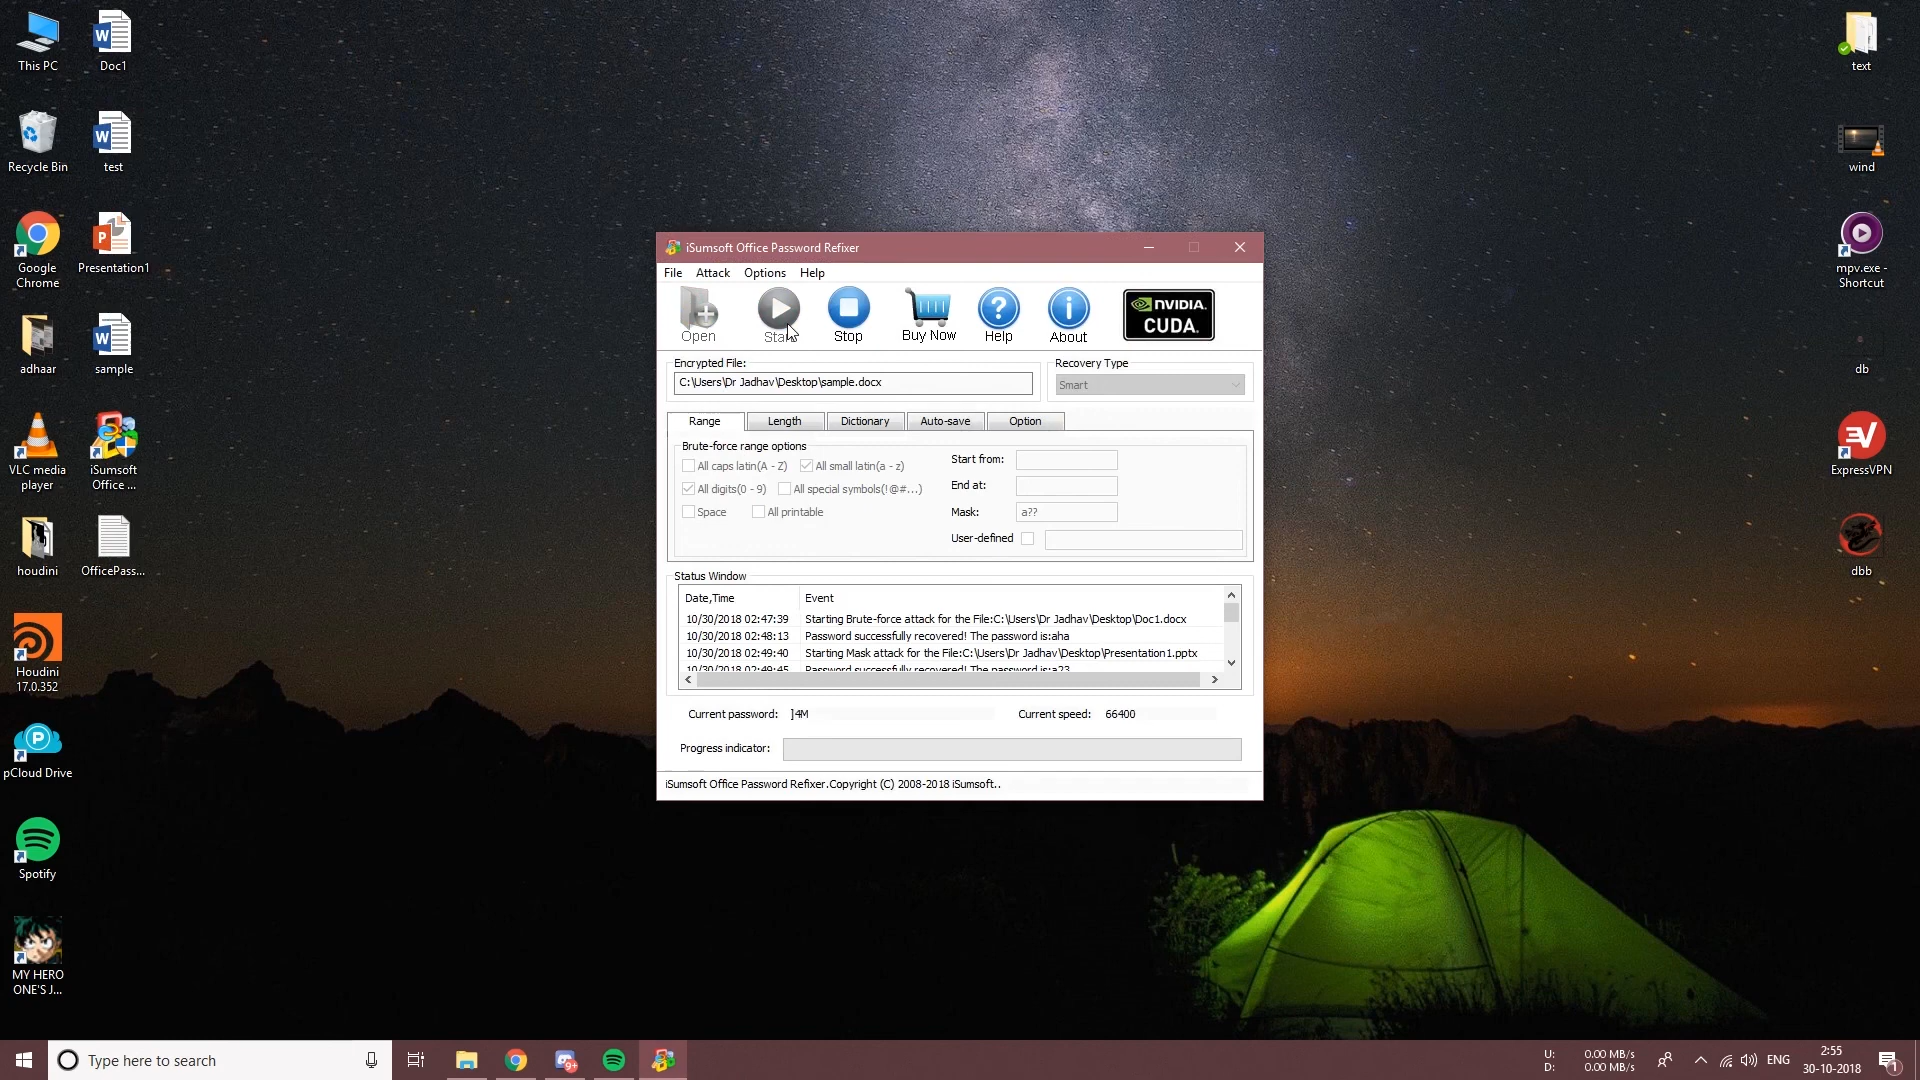 This PC
Doc1
Recycle Bin
test
Google
Chrome
Presentation1
adhaar
sample
VLC media
player
iSumsoft
Office ...
houdini
OfficePass...
Houdini
17.0.352
pCloud Drive
Spotify
MY HERO
ONE'S J...
text
wind
mpv.exe -
Shortcut
db
ExpressVPN
dbb
iSumsoft Office Password Refixer
File Attack Options Help
Open Start Stop Buy Now Help About
NVIDIA.
CUDA.
Encrypted File:
C:\Users\Dr Jadhav\Desktop\sample.docx
Recovery Type
Smart
Range Length Dictionary Auto-save Option
Brute-force range options
All caps latin(A - Z) All small latin(a - z)
All digits(0 - 9) All special symbols(!@#...)
Space All printable
Start from:
End at:
Mask: a??
User-defined
Status Window
Date,Time Event
10/30/2018 02:47:39 Starting Brute-force attack for the File:C:\Users\Dr Jadhav\Desktop\Doc1.docx
10/30/2018 02:48:13 Password successfully recovered! The password is:aha
10/30/2018 02:49:40 Starting Mask attack for the File:C:\Users\Dr Jadhav\Desktop\Presentation1.pptx
10/30/2018 02:49:45 Password successfully recovered! The password is:a23
Current password: ]4M Current speed: 66400
Progress indicator:
iSumsoft Office Password Refixer.Copyright (C) 2008-2018 iSumsoft..
Type here to search
9+
U: 0.00 MB/s
D: 0.00 MB/s
ENG
2:55
30-10-2018
1